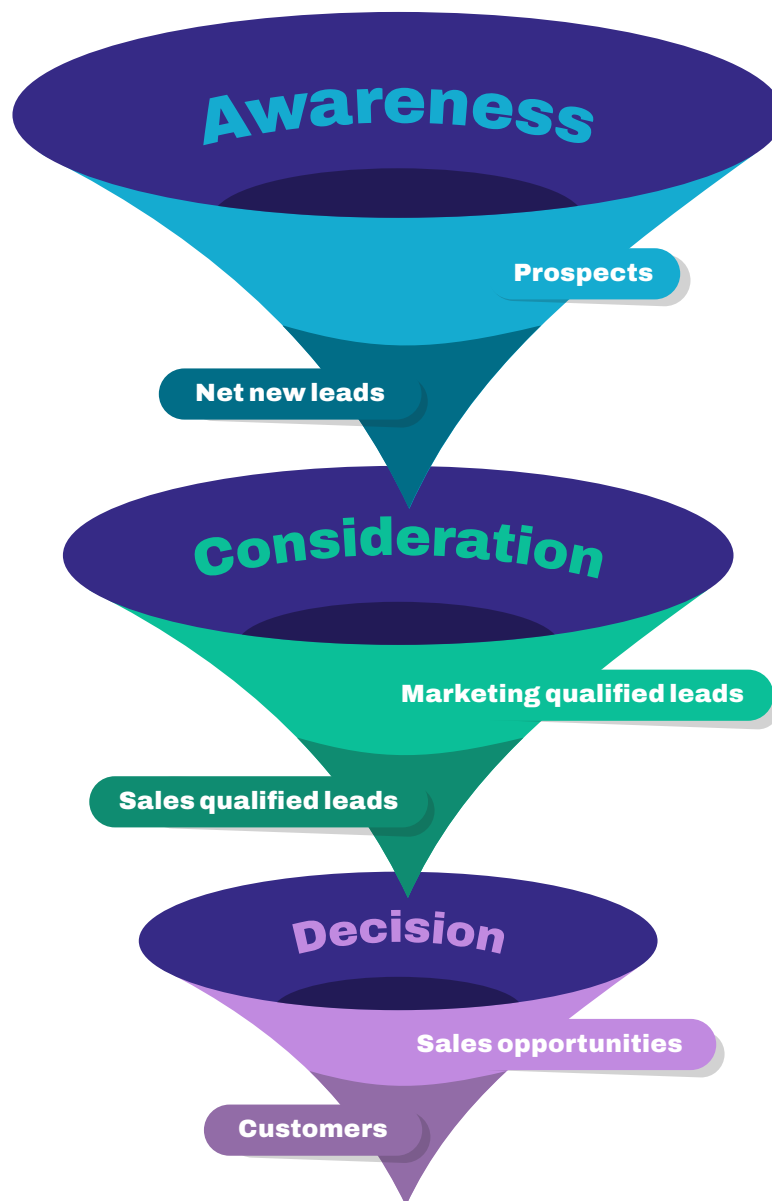 Awareness
Prospects
Net new leads
Consideration
Marketing qualified leads
Sales qualified leads
Decision
Sales opportunities
Customers